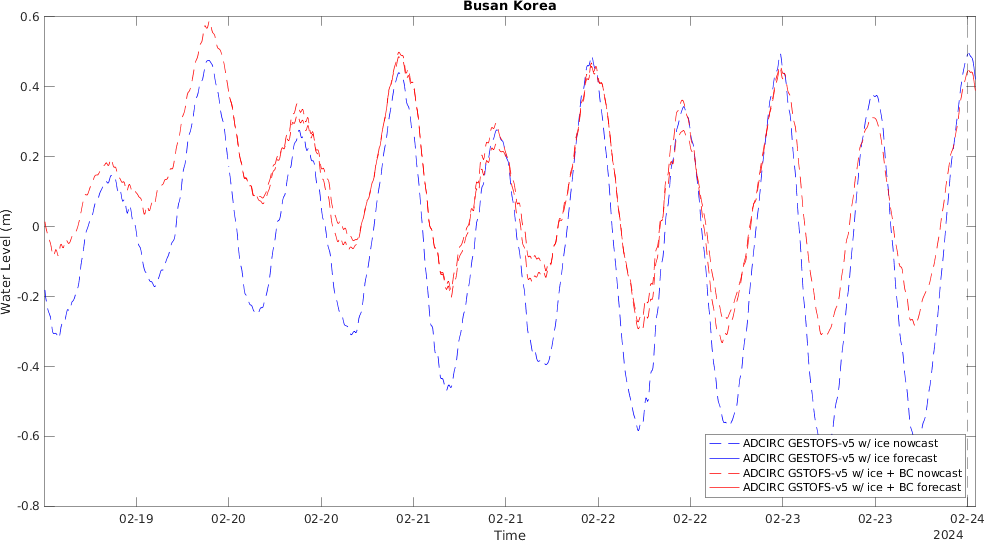 Busan Korea
0.6
0.4
0.2
0
-0.2
-0.4
-0.6
-0.8
Water Level (m)
ADCIRC GESTOFS-v5 w/ ice nowcast
ADCIRC GESTOFS-v5 w/ ice forecast
ADCIRC GSTOFS-v5 w/ ice + BC nowcast
ADCIRC GSTOFS-v5 w/ ice + BC forecast
02-19 02-20 02-20 02-21 02-21 02-22 02-22 02-23 02-23 02-24
Time
2024